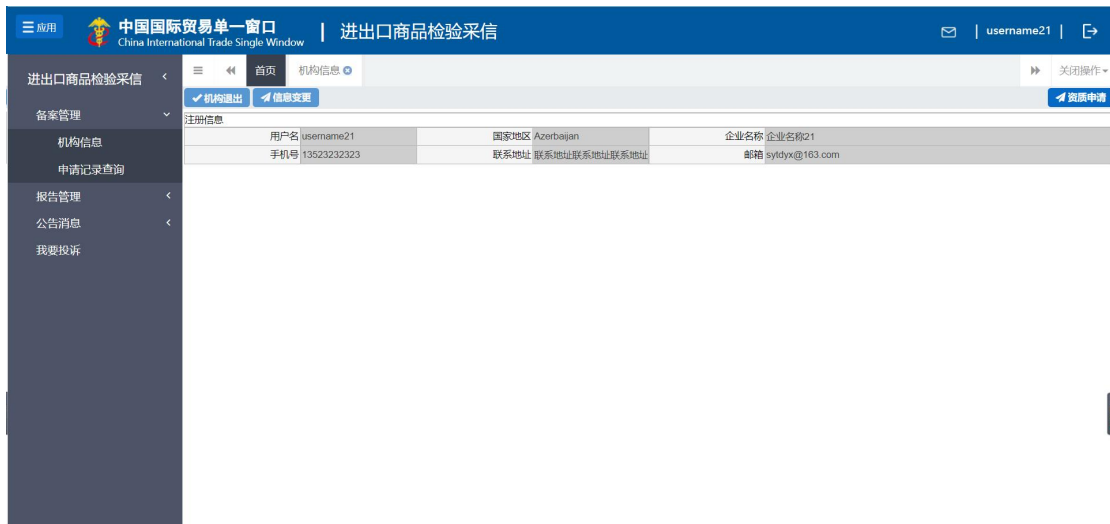 应用 中国国际贸易单一窗口 | 进出口商品检验采信 | username21 |
China International Trade Single Window
进出口商品检验采信 首页 机构信息 关闭操作
机构退出 信息变更 资质申请
备案管理
机构信息
申请记录查询
报告管理
公告消息
我要投诉
注册信息
用户名 username21 国家地区 Azerbaijan 企业名称 企业名称21
手机号 13523232323 联系地址 联系地址联系地址联系地址 邮箱 sytdyx@163.com